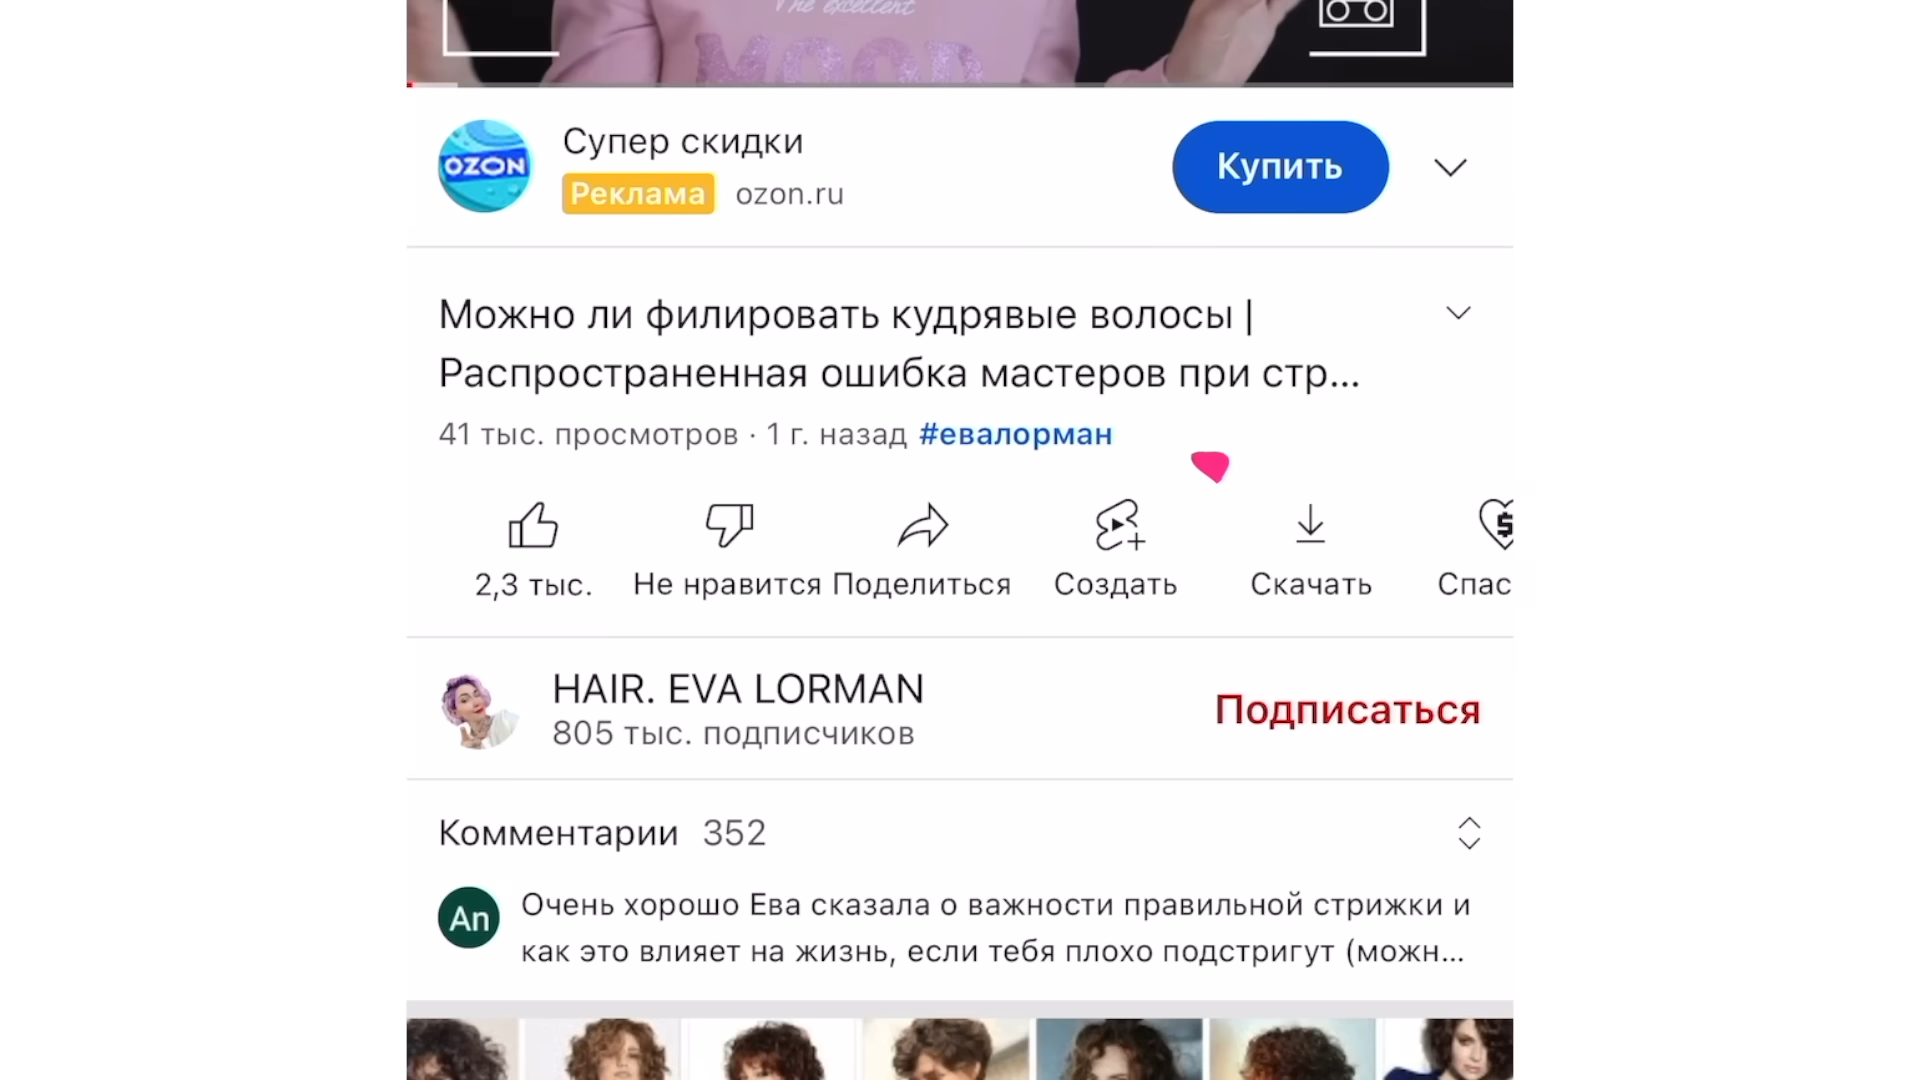 The excellent
MOOD
Супер скидки
OZON
Купить
Реклама ozon.ru
Можно ли филировать кудрявые волосы |
Распространенная ошибка мастеров при стр...
41 тыс. просмотров · 1 г. назад #евалорман
2,3 тыс. Не нравится Поделиться Создать Скачать Спас
HAIR. EVA LORMAN
805 тыс. подписчиков
Подписаться
Комментарии 352
An
Очень хорошо Ева сказала о важности правильной стрижки и
как это влияет на жизнь, если тебя плохо подстригут (можн...